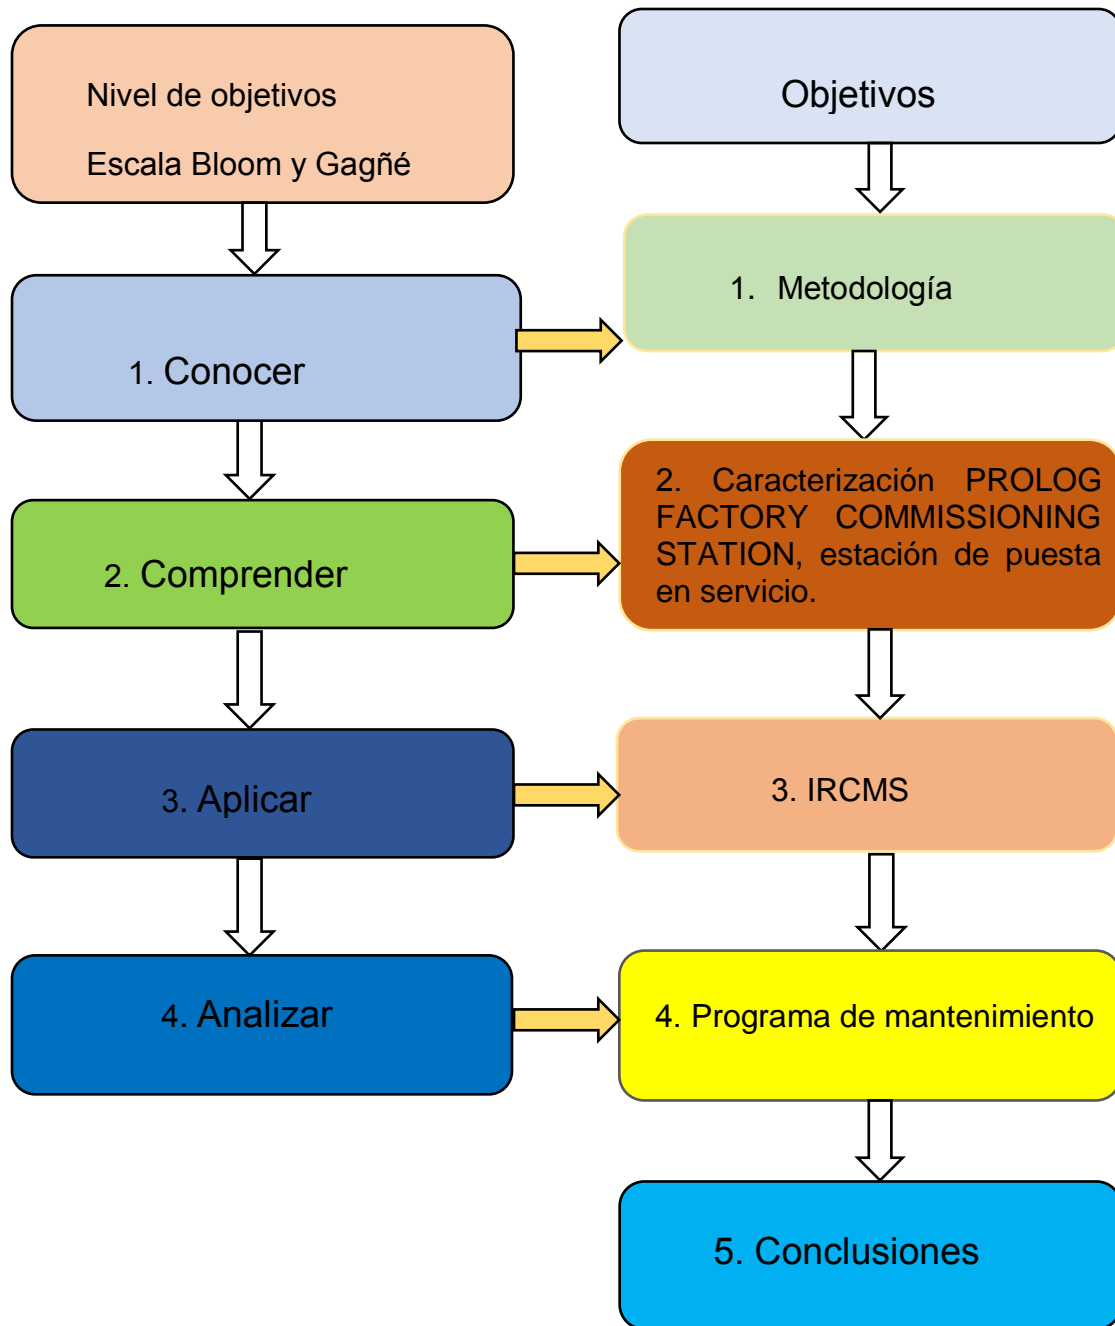 Nivel de objetivos
Escala Bloom y Gagñé
Objetivos
1. Conocer
1. Metodología
2. Comprender
2. Caracterización PROLOG
FACTORY COMMISSIONING
STATION, estación de puesta
en servicio.
3. Aplicar
3. IRCMS
4. Analizar
4. Programa de mantenimiento
5. Conclusiones